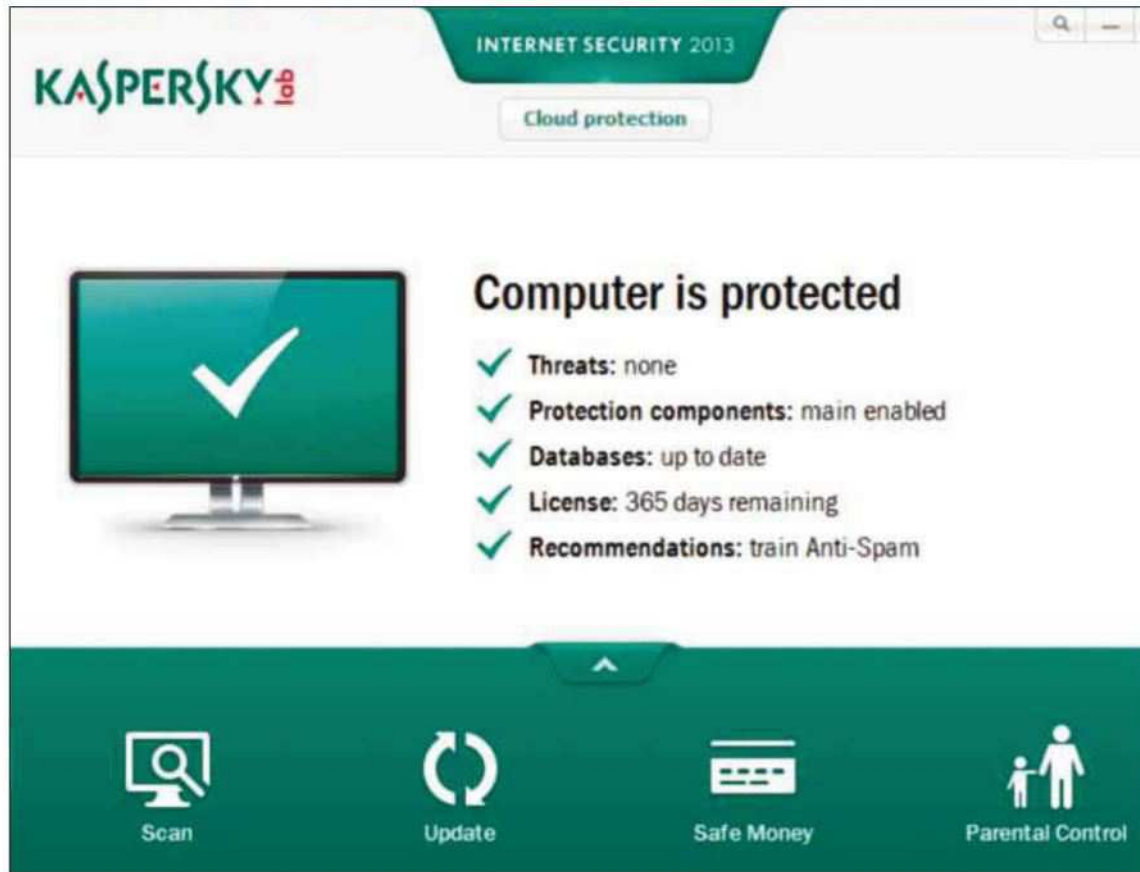 INTERNET SECURITY 2013
KASPERSKY lab
Cloud protection
Computer is protected
Threats: none
Protection components: main enabled
Databases: up to date
License: 365 days remaining
Recommendations: train Anti-Spam
Scan
Update
Safe Money
Parental Control